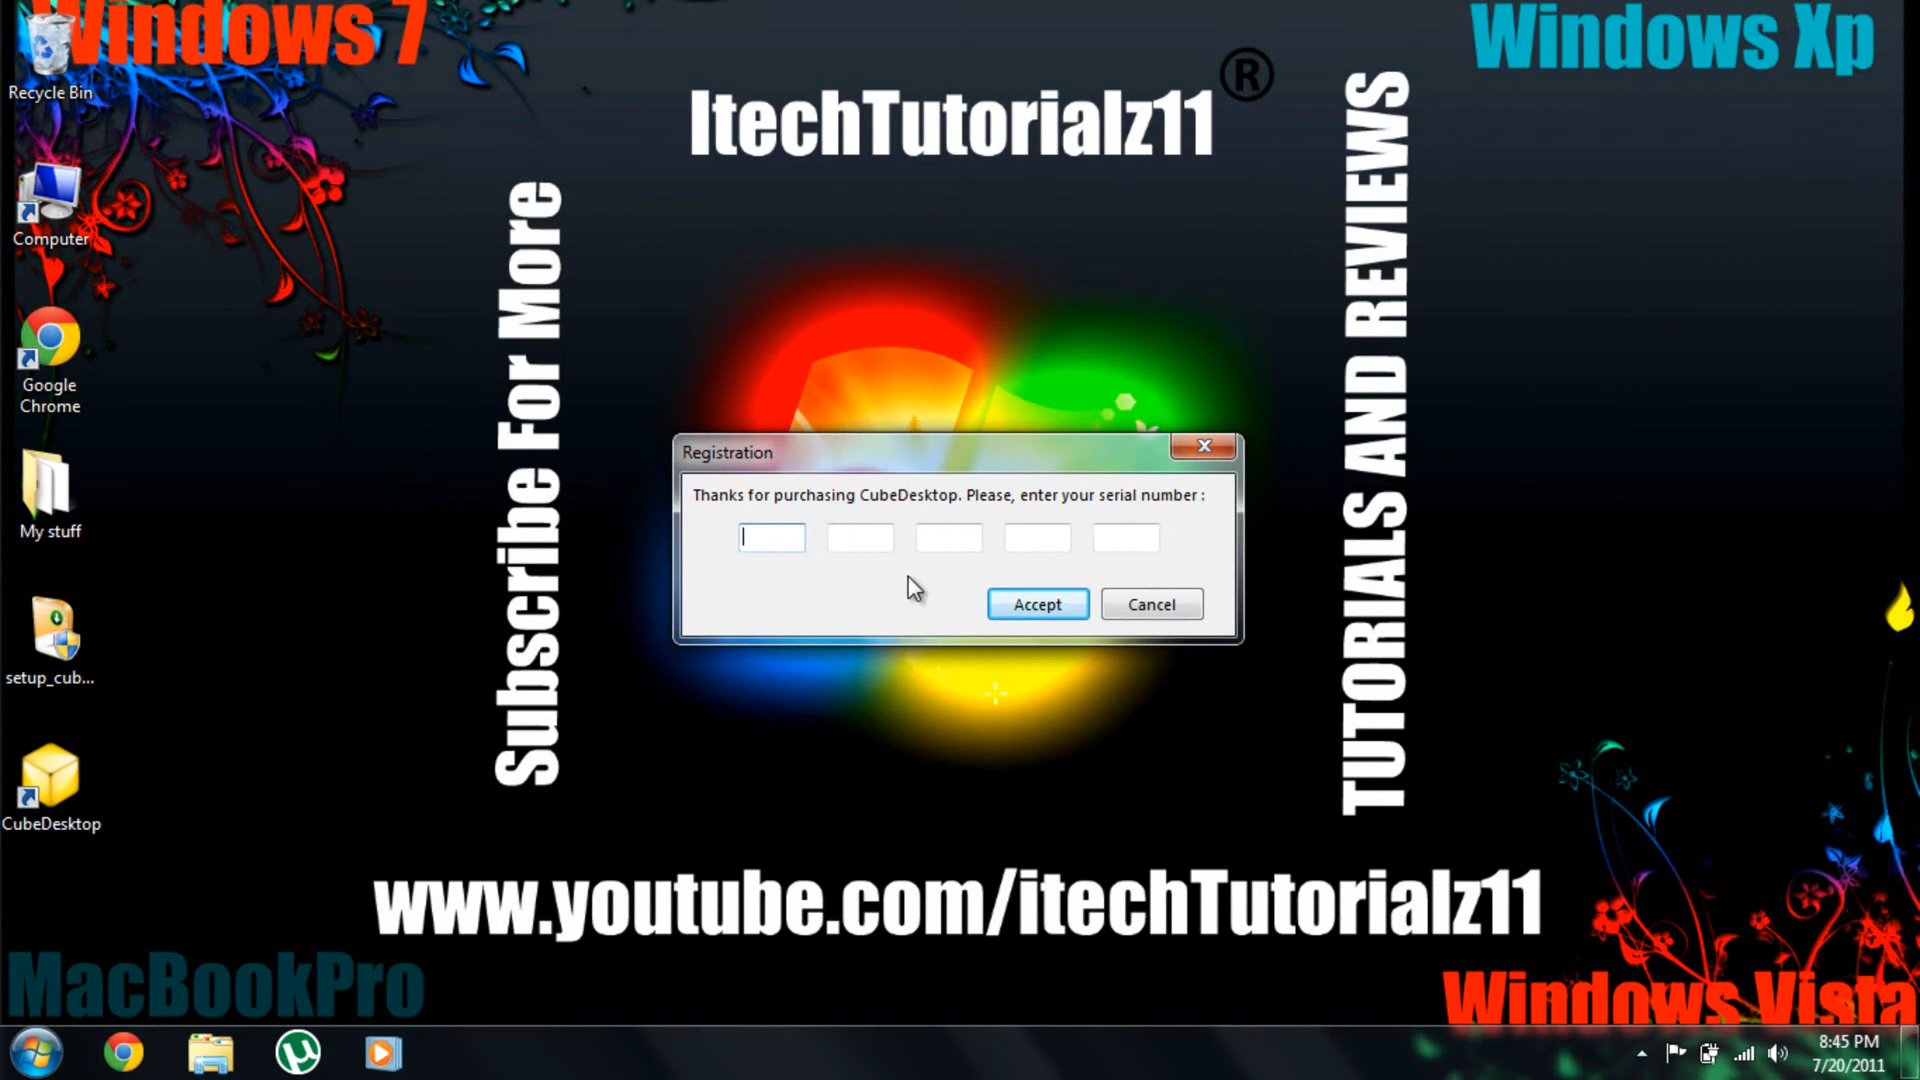 Windows 7
Windows Xp
ItechTutorialz11
®
Subscribe For More
TUTORIALS AND REVIEWS
Recycle Bin
Computer
Google
Chrome
My stuff
setup_cub...
CubeDesktop
Registration
Thanks for purchasing CubeDesktop. Please, enter your serial number :
Accept
Cancel
www.youtube.com/itechTutorialz11
MacBookPro
Windows Vista
8:45 PM
7/20/2011